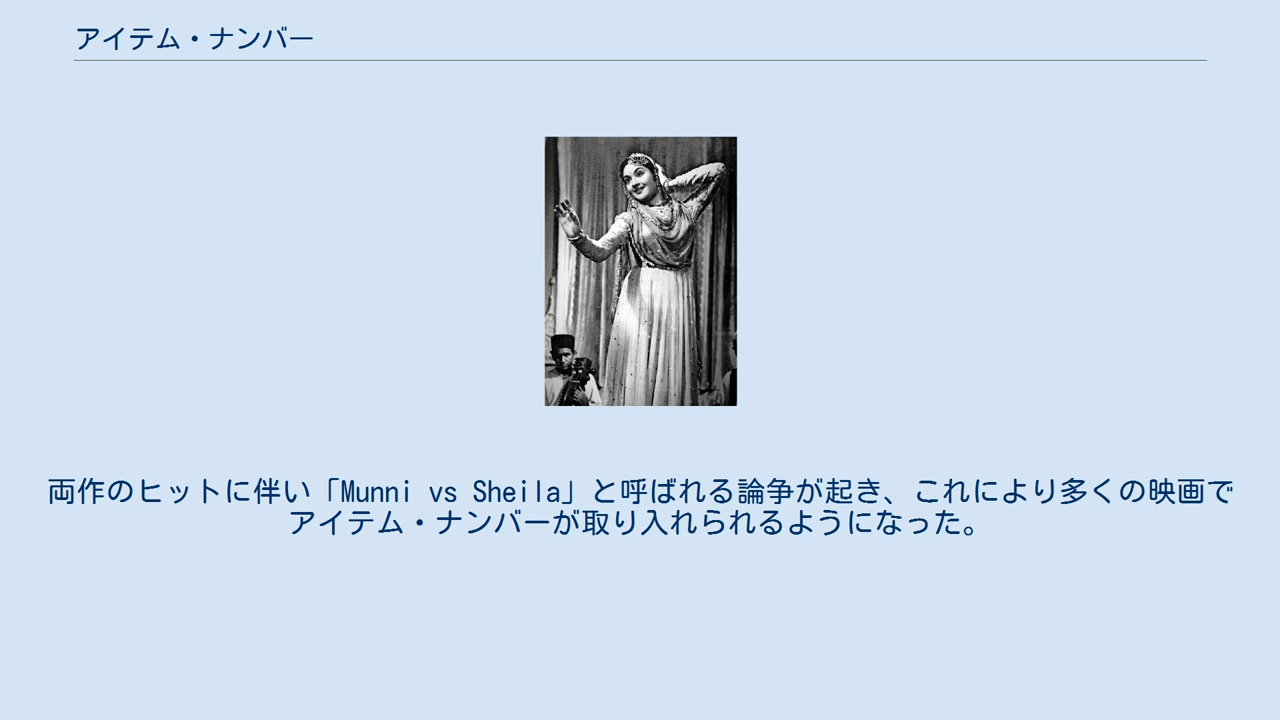 アイテム・ナンバー
両作のヒットに伴い「Munni vs Sheila」と呼ばれる論争が起き、これにより多くの映画で
アイテム・ナンバーが取り入れられるようになった。